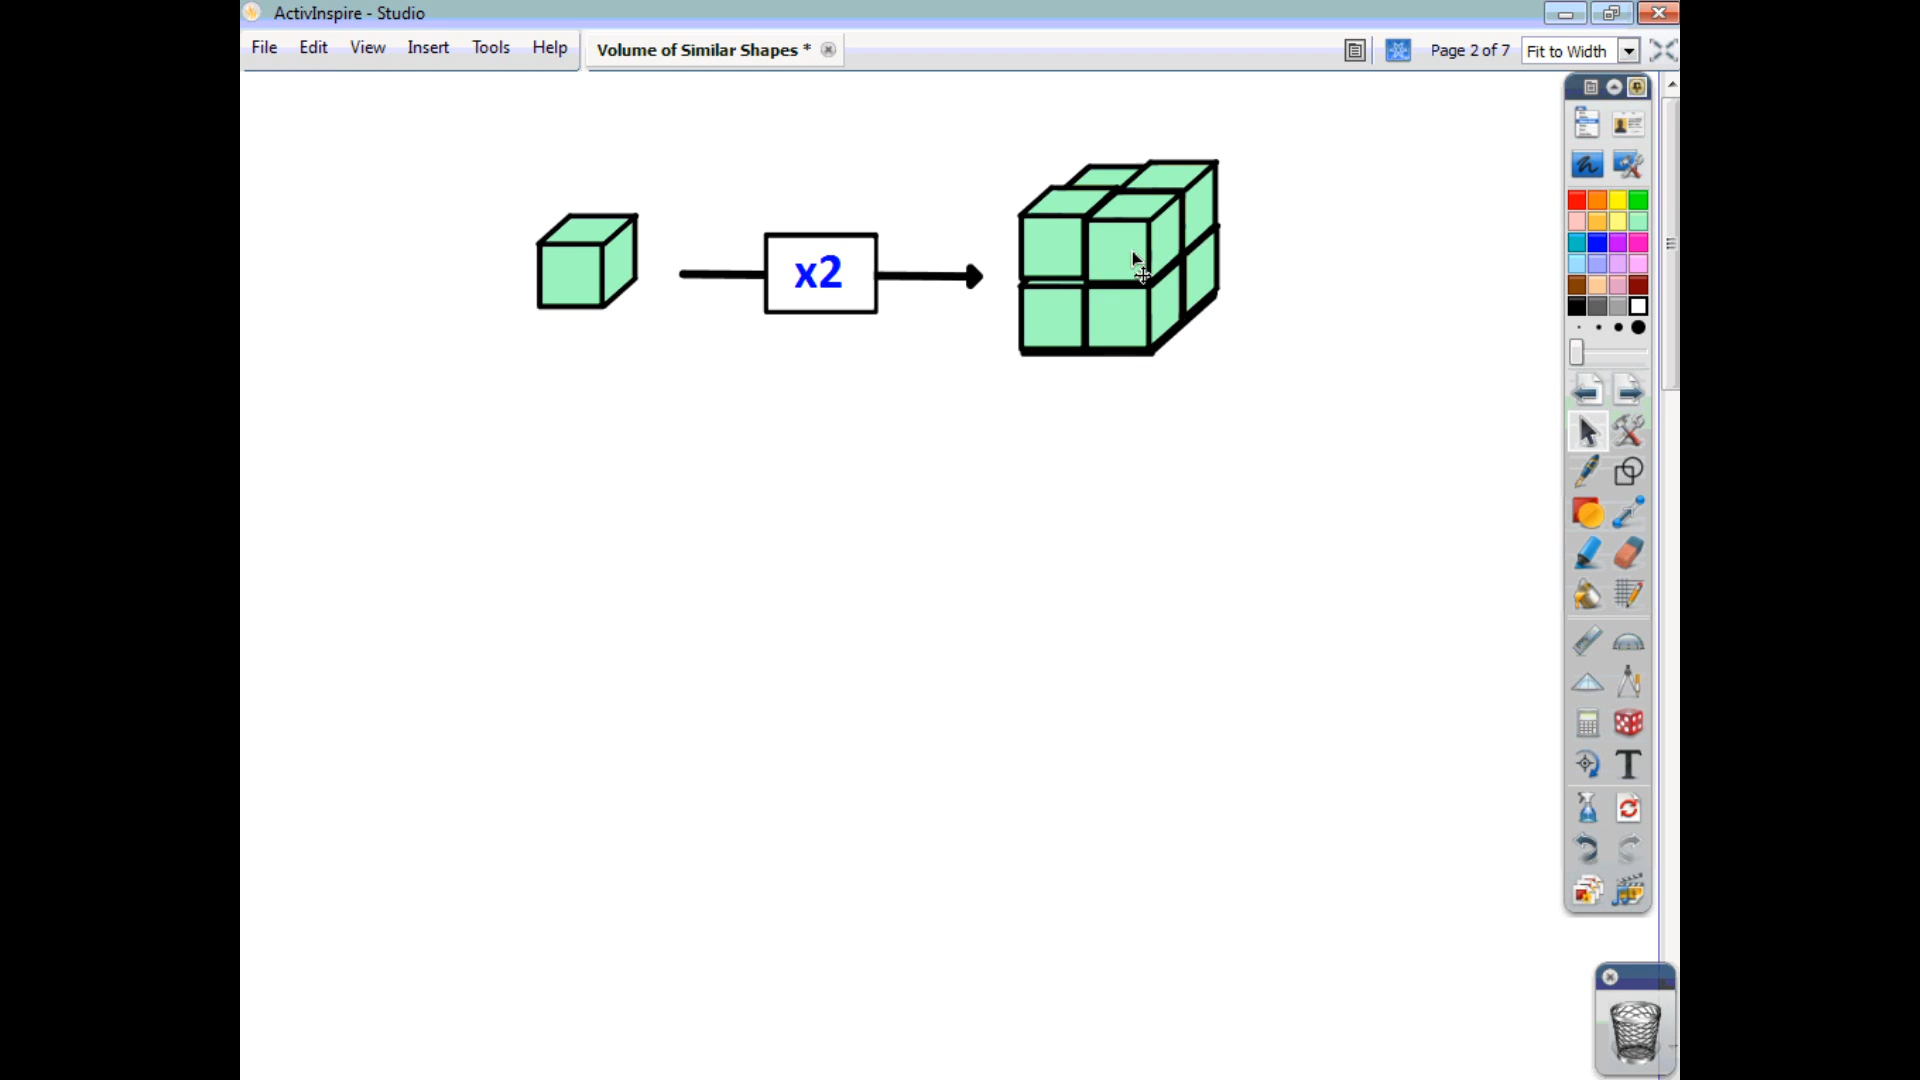 ActivInspire - Studio
File Edit View Insert Tools Help
Volume of Similar Shapes *
Page 2 of 7
Fit to Width
x2